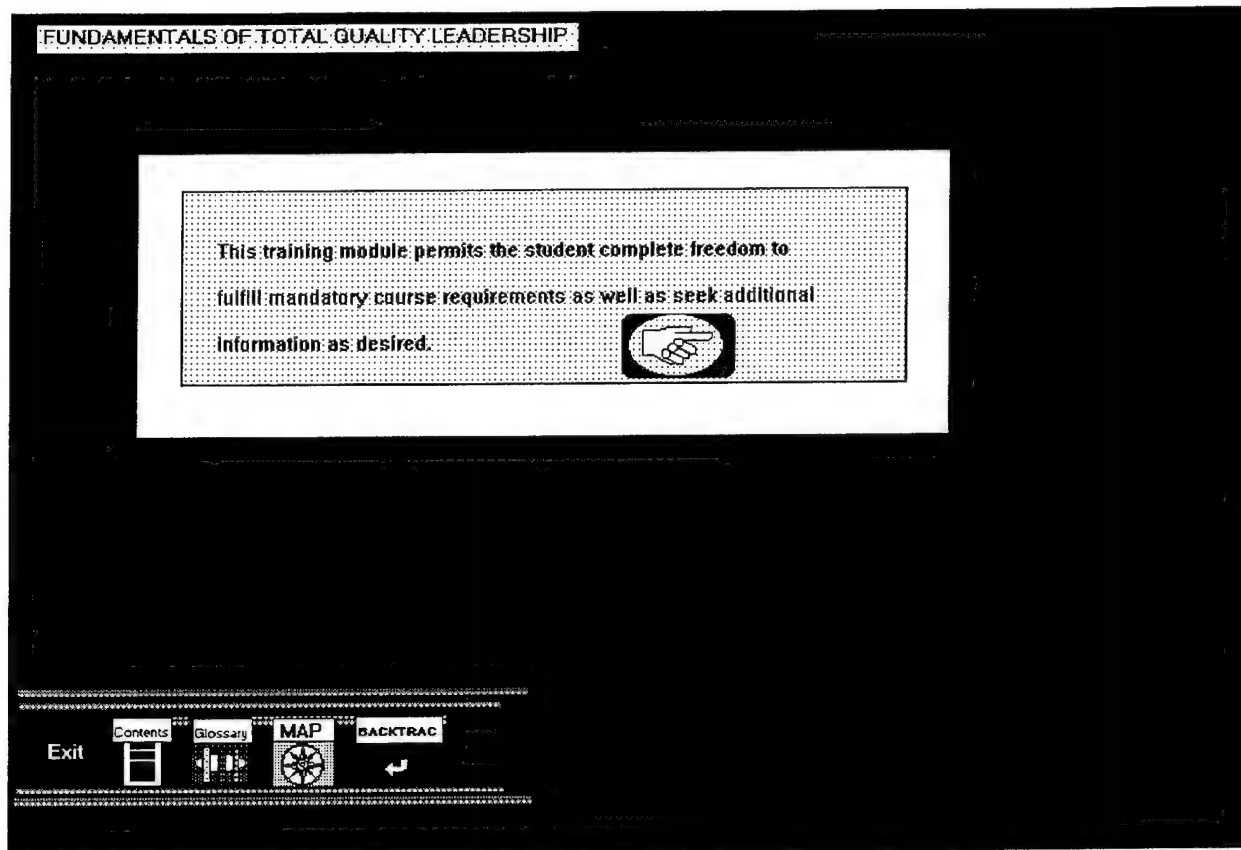 FUNDAMENTALS OF TOTAL QUALITY LEADERSHIP
This training module permits the student complete freedom to
fulfill mandatory course requirements as well as seek additional
information as desired.
Exit
Contents
Glossary
MAP
BACKTRAC